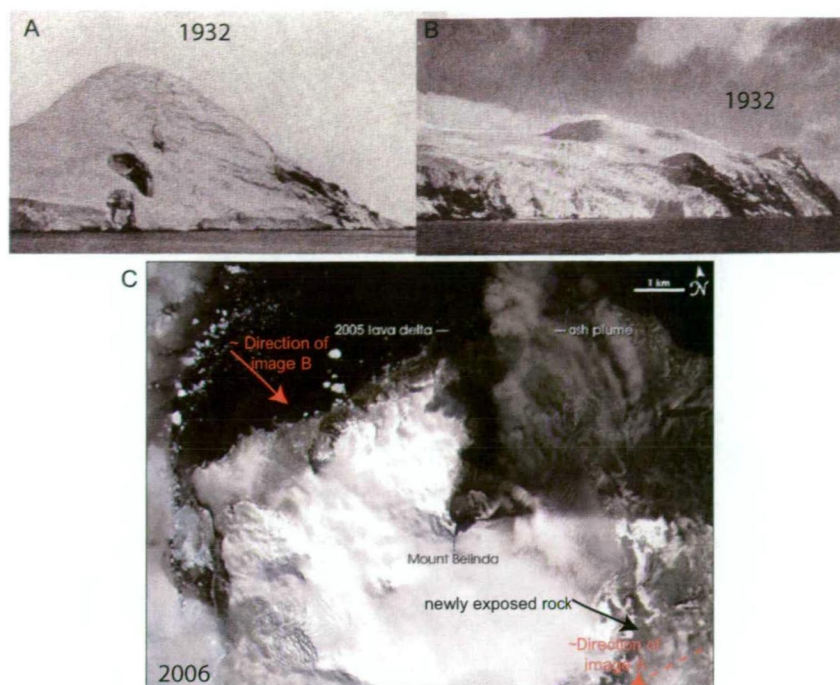 A
1932
B
1932
C
1 km
N
2005 lava delta
ash plume
~ Direction of
image B
Mount Belinda
newly exposed rock
~Direction of
image
2006